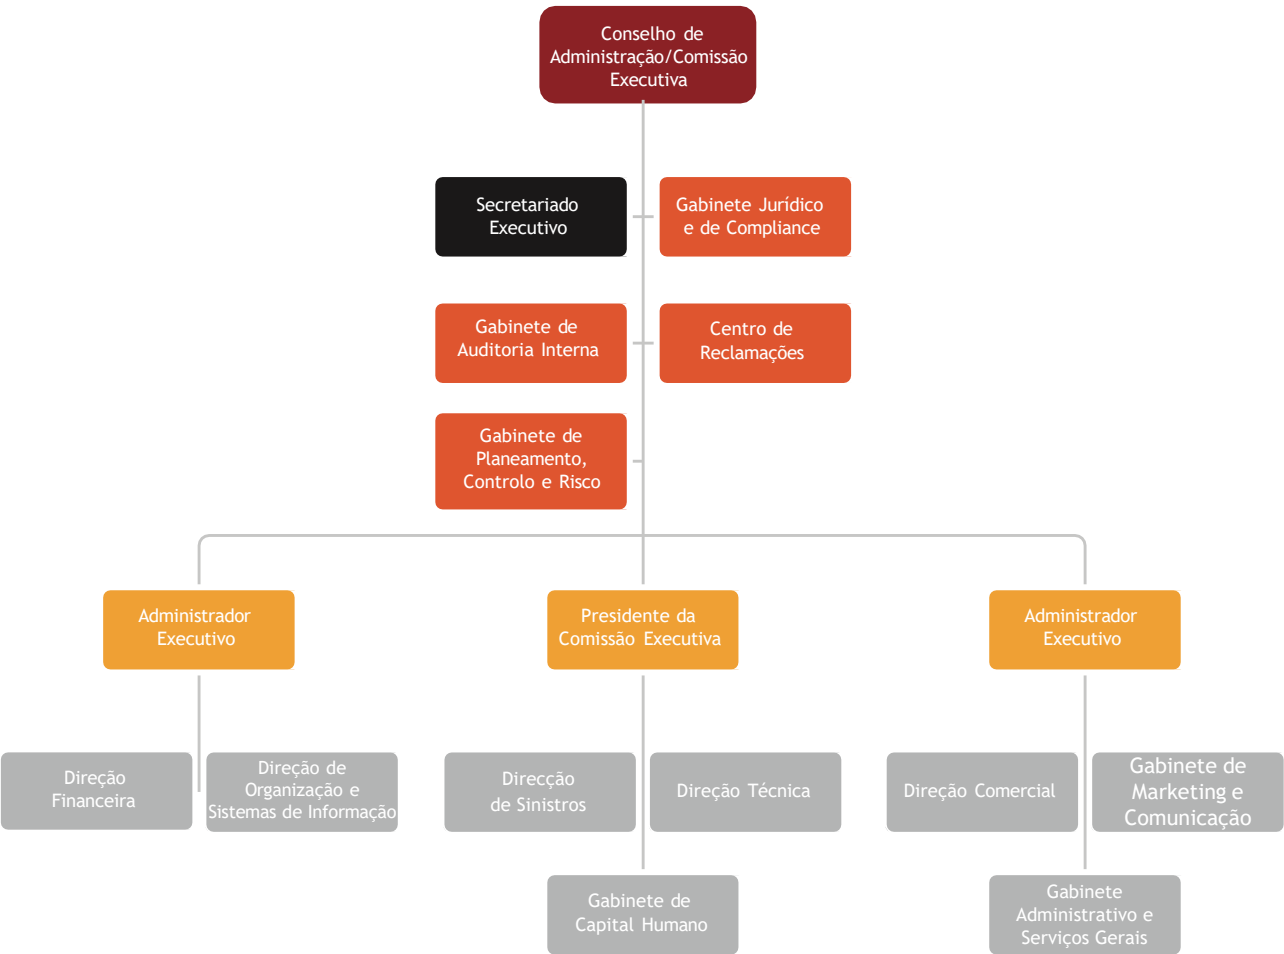 Conselho de
Administração/Comissão
Executiva
Secretariado
Executivo
Gabinete Jurídico
e de Compliance
Gabinete de
Auditoria Interna
Centro de
Reclamações
Gabinete de
Planeamento,
Controlo e Risco
Administrador
Executivo
Presidente da
Comissão Executiva
Administrador
Executivo
Direção
Financeira
Direção de
Organização e
Sistemas de Informação
Direcção
de Sinistros
Direção Técnica
Direção Comercial
Gabinete de
Marketing e
Comunicação
Gabinete de
Capital Humano
Gabinete
Administrativo e
Serviços Gerais